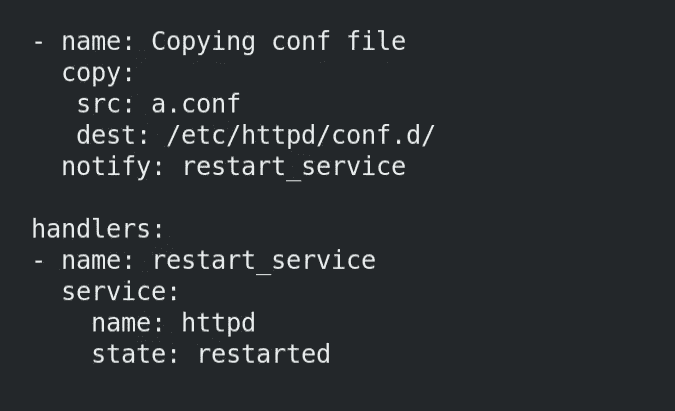 - name: Copying conf file
  copy:
   src: a.conf
   dest: /etc/httpd/conf.d/
  notify: restart_service

handlers:
- name: restart_service
  service:
    name: httpd
    state: restarted